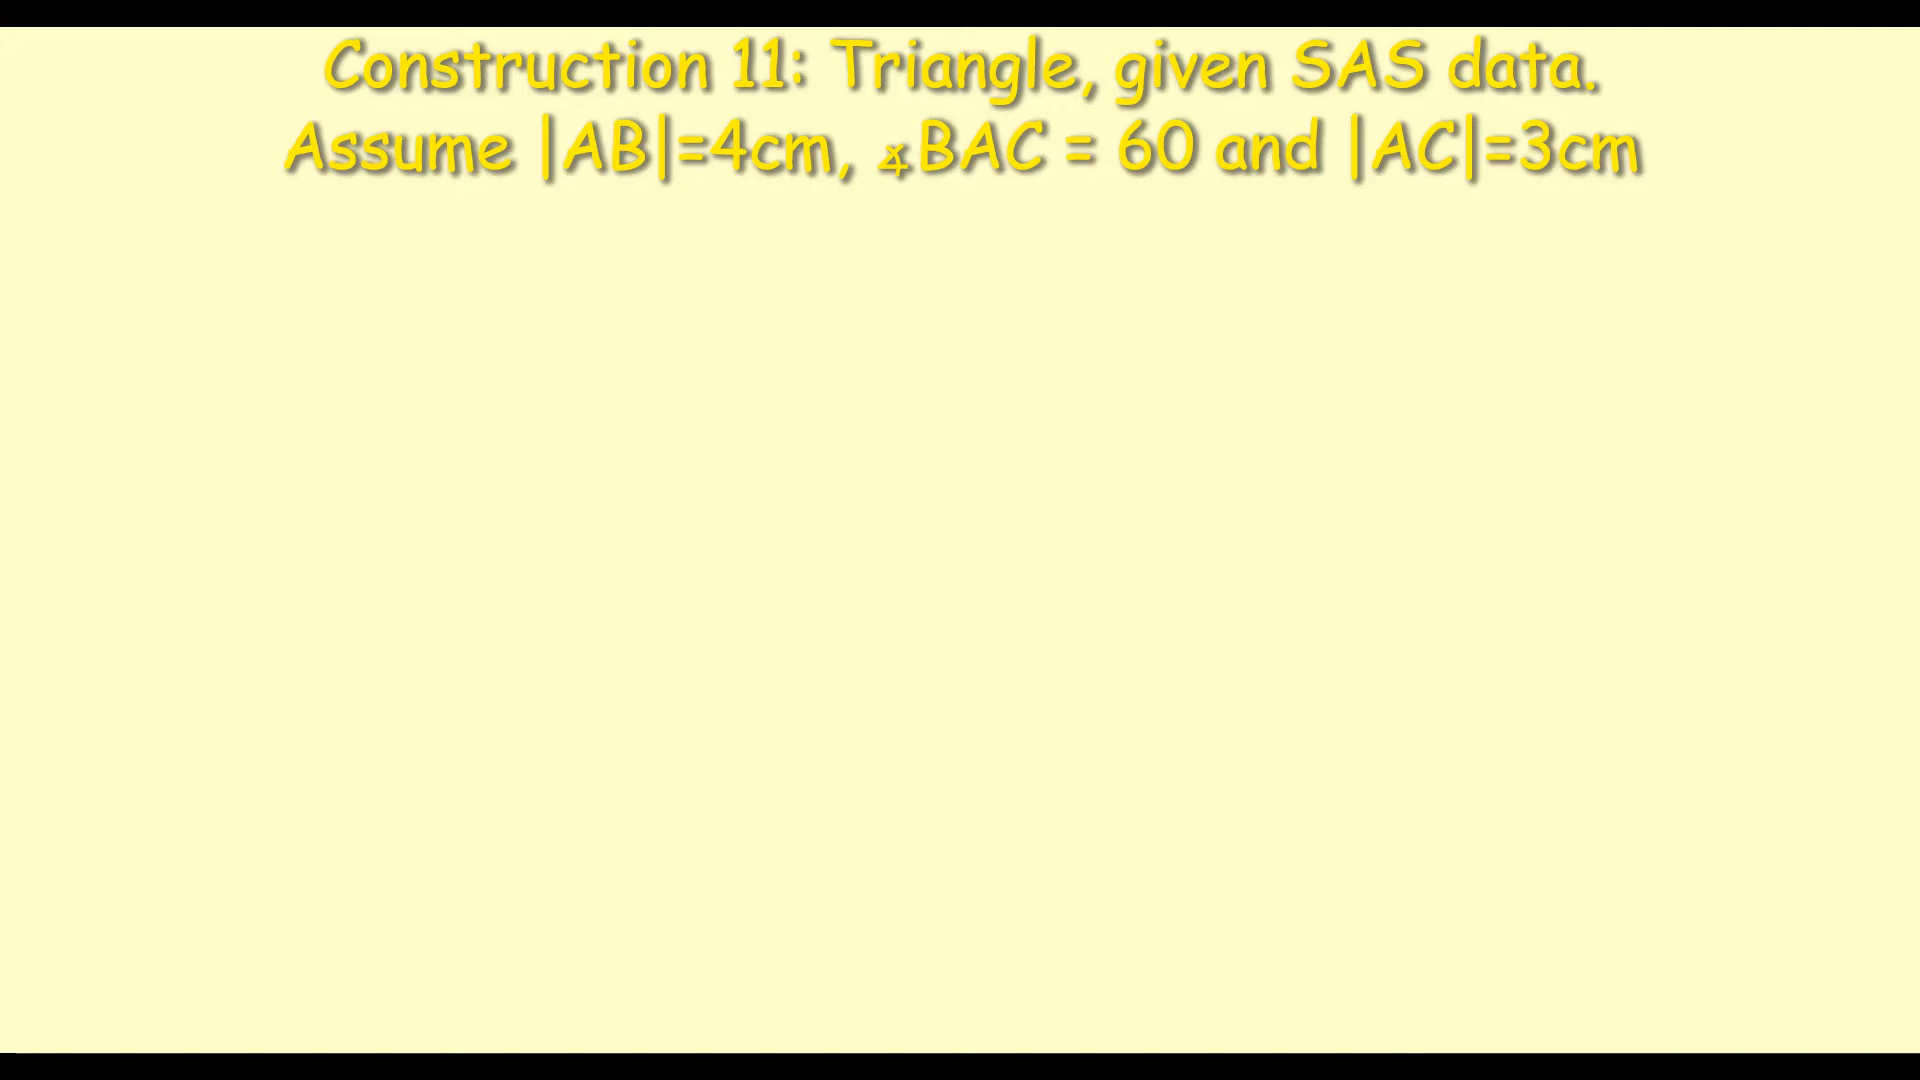 Construction 11: Triangle, given SAS data.
Assume |AB|=4cm, ∡BAC = 60 and |AC|=3cm